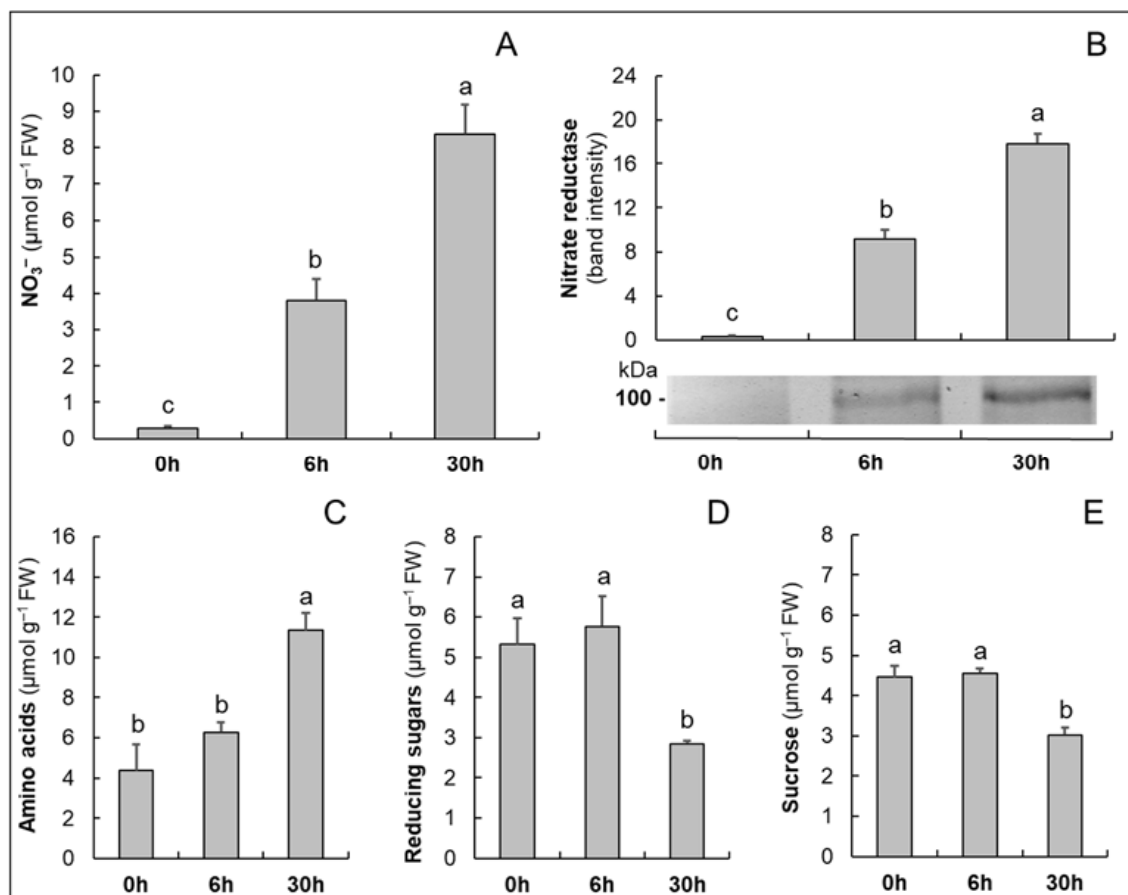 A
NO₃⁻ (µmol g⁻¹ FW)
10
9
8
7
6
5
4
3
2
1
0
c
b
a
0h 6h 30h
B
Nitrate reductase
(band intensity)
24
20
16
12
8
4
0
c
b
a
kDa
100 -
0h 6h 30h
C
Amino acids (µmol g⁻¹ FW)
16
14
12
10
8
6
4
2
0
b
b
a
0h 6h 30h
D
Reducing sugars (µmol g⁻¹ FW)
8
7
6
5
4
3
2
1
0
a
a
b
0h 6h 30h
E
Sucrose (µmol g⁻¹ FW)
8
7
6
5
4
3
2
1
0
a
a
b
0h 6h 30h